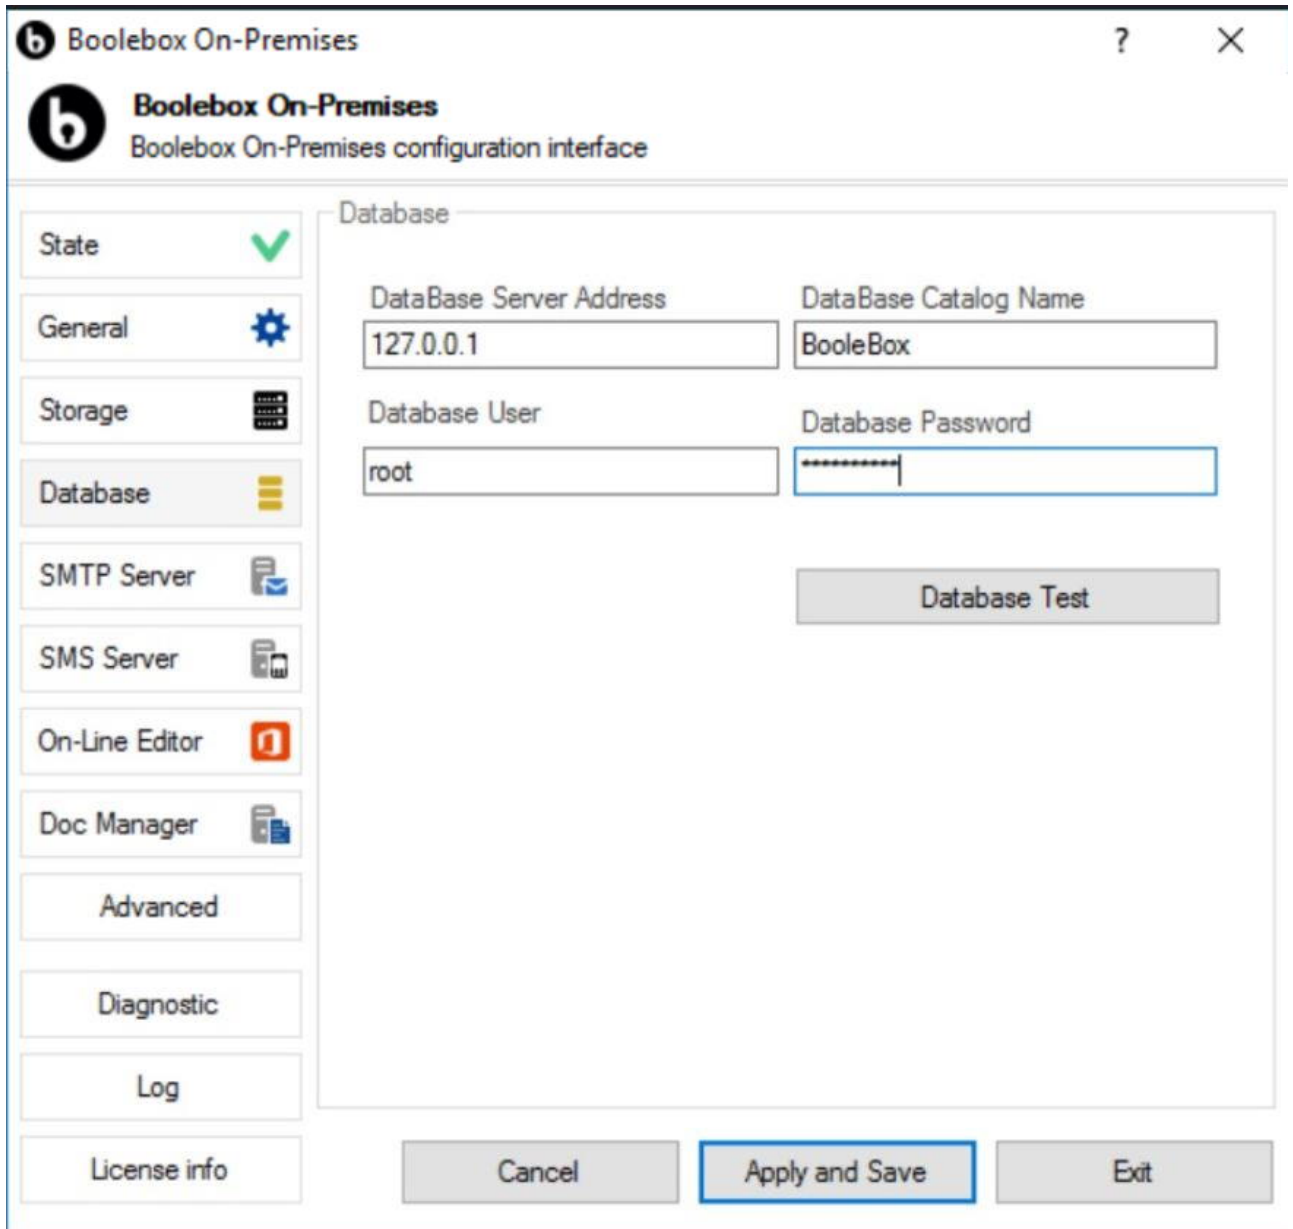 Boolebox On-Premises
?
Boolebox On-Premises
Boolebox On-Premises configuration interface
State
General
Storage
Database
SMTP Server
SMS Server
On-Line Editor
Doc Manager
Advanced
Diagnostic
Log
License info
Database
DataBase Server Address
127.0.0.1
DataBase Catalog Name
BooleBox
Database User
root
Database Password
***********
Database Test
Cancel
Apply and Save
Exit